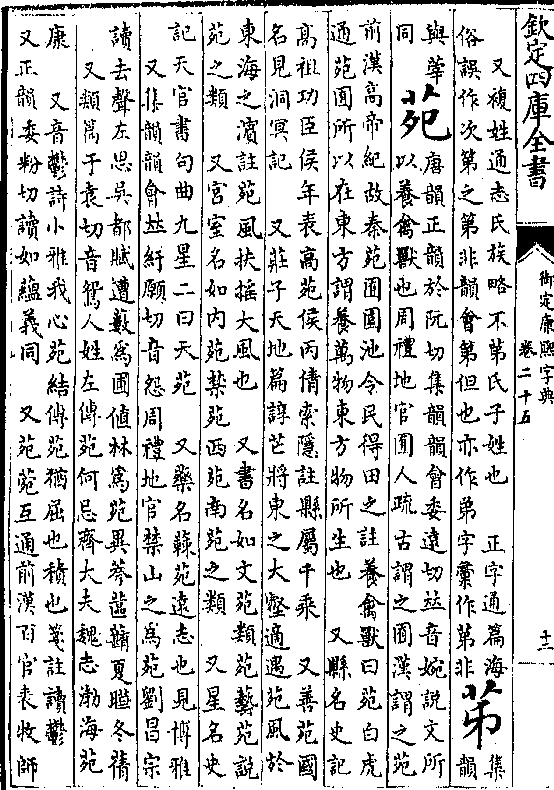 欽定四庫全書
御定康熙字典
卷二十五
十二
又複姓通志氏族略不第氏子姓也 正字通篇海
俗誤作次第之第非韻會第但也亦作弟字彙作第非 苐 集韻
與華同 苑 唐韻正韻於阮切集韻韻會委遠切𠀤音婉說文所
以養禽獸也周禮地官囿人疏古謂之囿漢謂之苑
前漢高帝紀故秦苑囿園池令民得田之註養禽獸曰苑白虎
通苑囿所以在東方謂養萬物東方物所生也 又縣名史記
高祖功臣侯年表高苑侯丙倩索隱註縣屬千乘 又善苑國
名見洞冥記 又莊子天地篇諄芒將東之大壑適遇苑風於
東海之濱註苑風扶搖大風也 又書名如文苑類苑藝苑說
苑之類 又宮室名如內苑禁苑西苑南苑之類 又星名史
記天官書句曲九星二曰天苑 又藥名蕀苑遠志也見博雅
又集韻韻會𠀤紆願切音怨周禮地官禁山之爲苑劉昌宗
讀去聲左思吳都賦遭藪爲圃値林爲苑異荂蓲蘛夏曄冬蒨
又類篇于袁切音鴛人姓左傳苑何忌齊大夫魏志渤海苑
康 又音鬱詩小雅我心苑結傳苑猶屈也積也箋註讀鬱
又正韻委粉切讀如蘊義同 又苑菀互通前漢百官表牧師